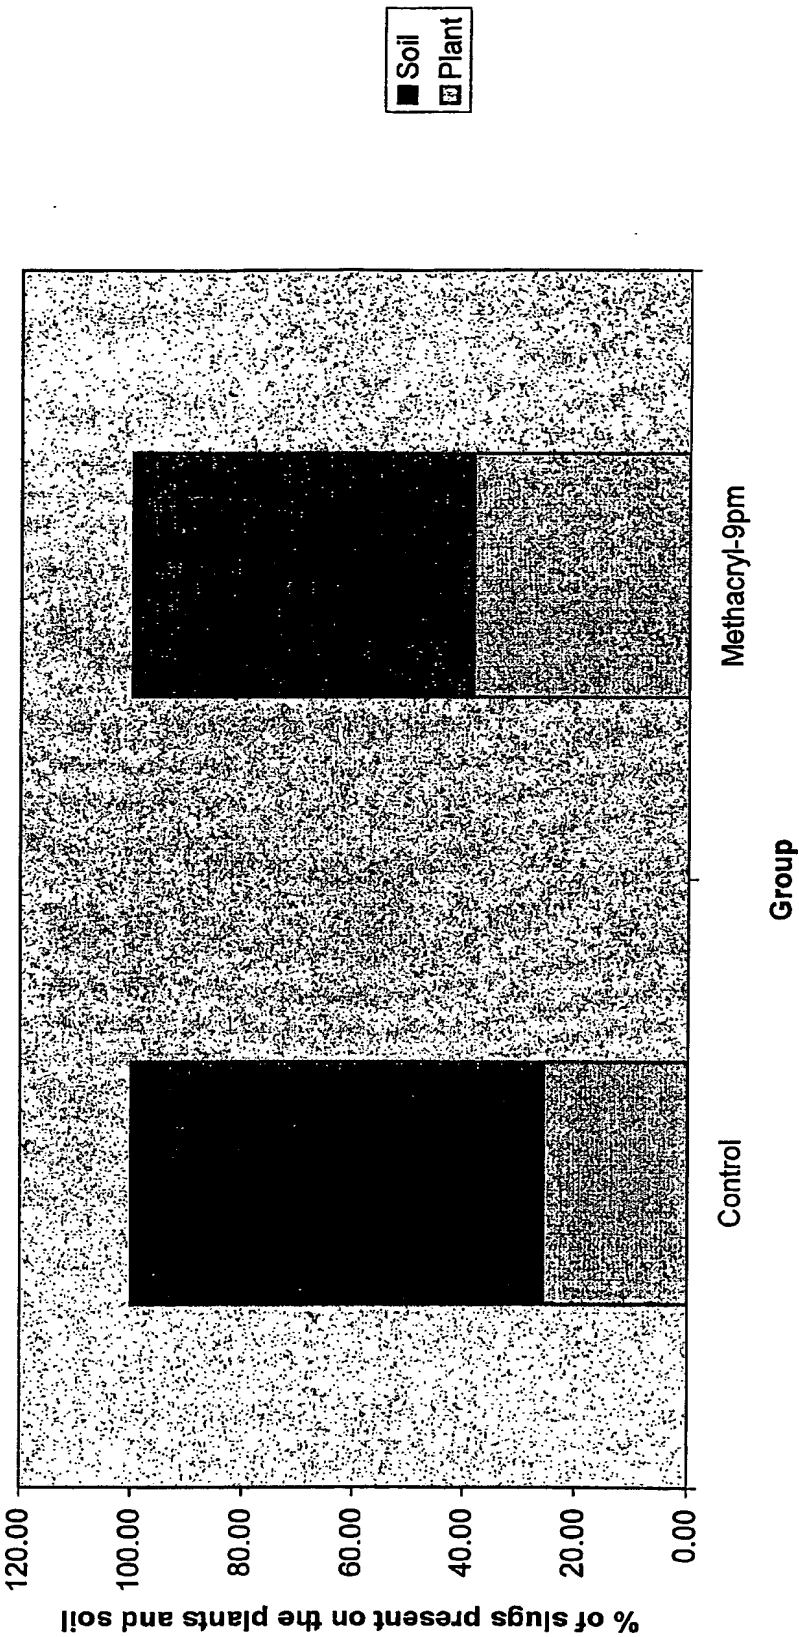 Soil
Plant
% of slugs present on the plants and soil
120.00
100.00
80.00
60.00
40.00
20.00
0.00
Control
Methacryl-9pm
Group